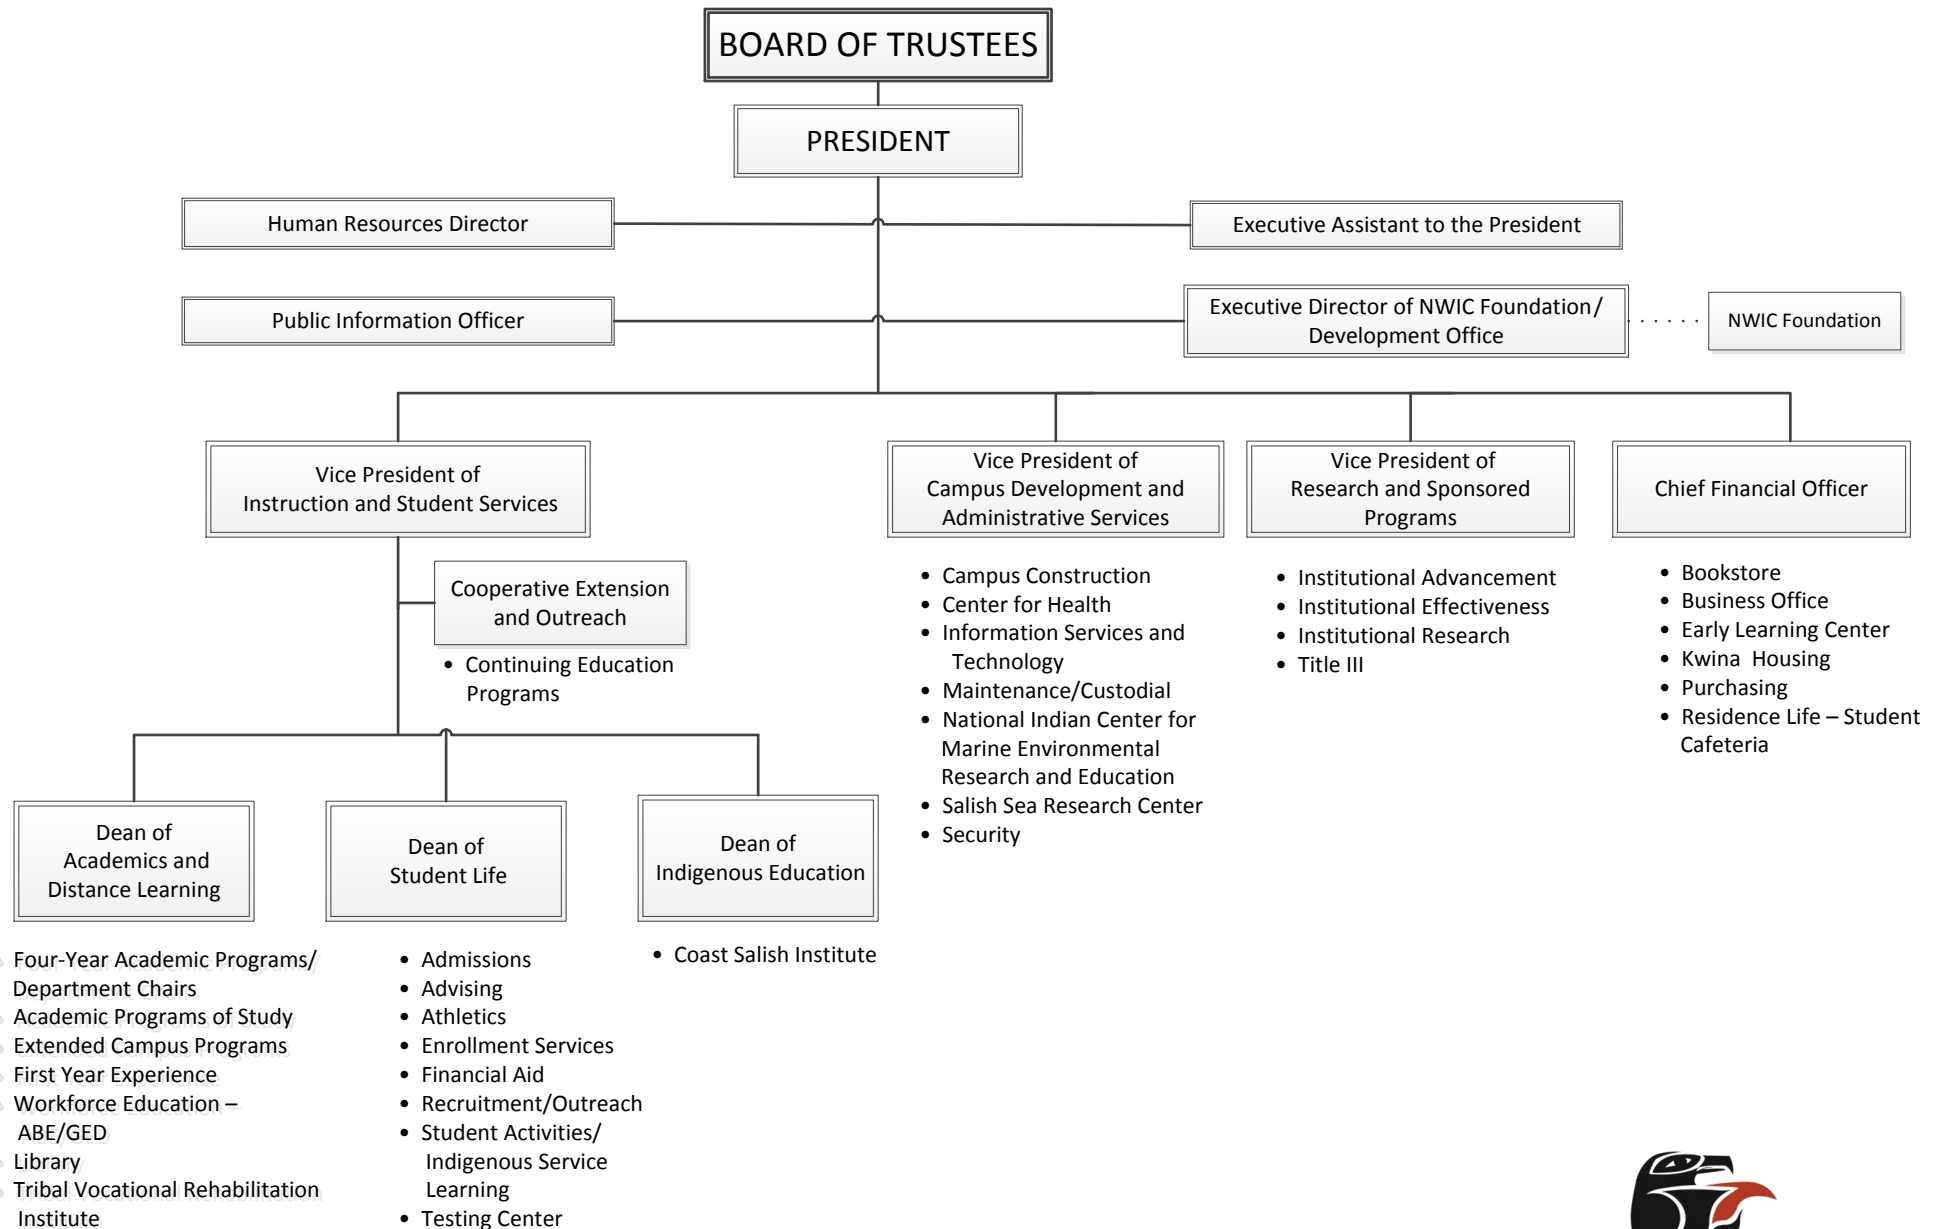 BOARD OF TRUSTEES
PRESIDENT
Human Resources Director
Executive Assistant to the President
Public Information Officer
Executive Director of NWIC Foundation/
Development Office
NWIC Foundation
Vice President of
Instruction and Student Services
Vice President of
Campus Development and
Administrative Services
Vice President of
Research and Sponsored
Programs
Chief Financial Officer
Cooperative Extension
and Outreach
• Continuing Education
Programs
• Campus Construction
• Center for Health
• Information Services and
Technology
• Maintenance/Custodial
• National Indian Center for
Marine Environmental
Research and Education
• Salish Sea Research Center
• Security
• Institutional Advancement
• Institutional Effectiveness
• Institutional Research
• Title III
• Bookstore
• Business Office
• Early Learning Center
• Kwina Housing
• Purchasing
• Residence Life – Student
Cafeteria
Dean of
Academics and
Distance Learning
Dean of
Student Life
Dean of
Indigenous Education
Four-Year Academic Programs/
Department Chairs
Academic Programs of Study
Extended Campus Programs
First Year Experience
Workforce Education –
ABE/GED
Library
Tribal Vocational Rehabilitation
Institute
• Admissions
• Advising
• Athletics
• Enrollment Services
• Financial Aid
• Recruitment/Outreach
• Student Activities/
Indigenous Service
Learning
• Testing Center
• Coast Salish Institute